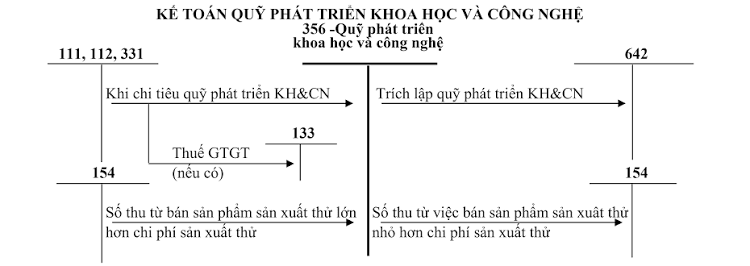 KẾ TOÁN QUỸ PHÁT TRIỂN KHOA HỌC VÀ CÔNG NGHỆ
356 -Quỹ phát triên
khoa học và công nghệ
111, 112, 331
642
Khi chi tiêu quỹ phát triển KH&CN
Trích lập quỹ phát triển KH&CN
133
Thuế GTGT
(nếu có)
154
154
Số thu từ bán sản phẩm sản xuất thử lớn
hơn chi phí sản xuất thử
Số thu từ việc bán sản phẩm sản xuât thử
nhỏ hơn chi phí sản xuất thử